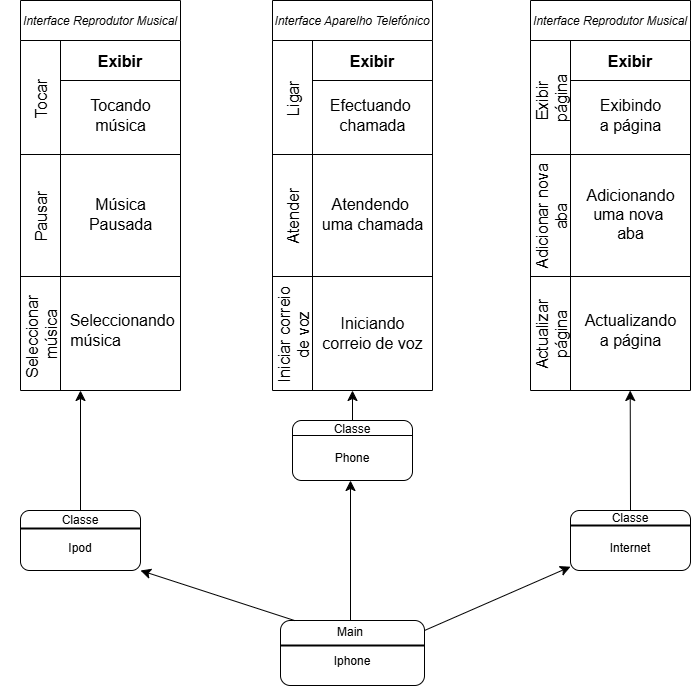 Interface Reprodutor Musical
Exibir
Tocar
Tocando
música
Pausar
Música
Pausada
Seleccionar
música
Seleccionando
música
Interface Aparelho Telefónico
Exibir
Ligar
Efectuando
chamada
Atender
Atendendo
uma chamada
Iniciar correio
de voz
Iniciando
correio de voz
Interface Reprodutor Musical
Exibir
Exibir
página
Exibindo
a página
Adicionar nova
aba
Adicionando
uma nova
aba
Actualizar
página
Actualizando
a página
Classe
Phone
Classe
Ipod
Classe
Internet
Main
Iphone